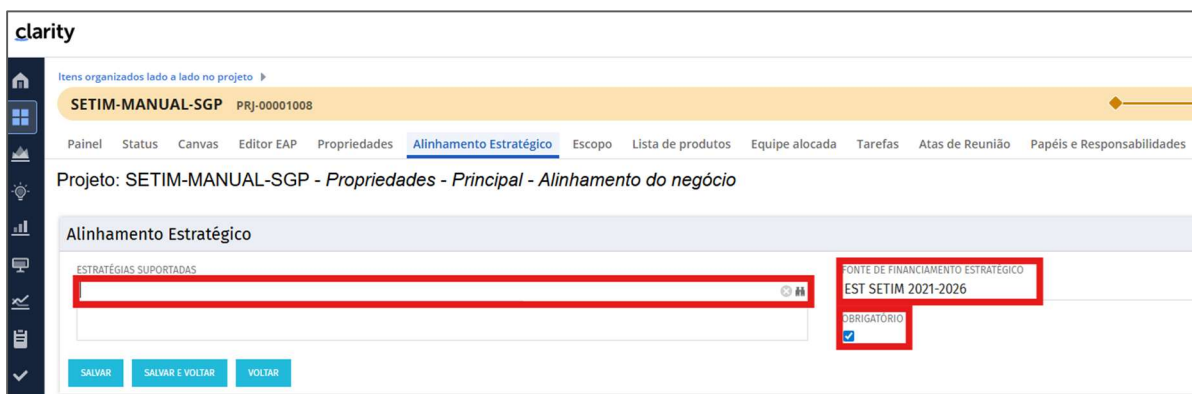 clarity
Itens organizados lado a lado no projeto
SETIM-MANUAL-SGP PRJ-00001008
Painel Status Canvas Editor EAP Propriedades Alinhamento Estratégico Escopo Lista de produtos Equipe alocada Tarefas Atas de Reunião Papéis e Responsabilidades
Projeto: SETIM-MANUAL-SGP - Propriedades - Principal - Alinhamento do negócio
Alinhamento Estratégico
ESTRATÉGIAS SUPORTADAS
FONTE DE FINANCIAMENTO ESTRATÉGICO
EST SETIM 2021-2026
OBRIGATÓRIO
SALVAR SALVAR E VOLTAR VOLTAR